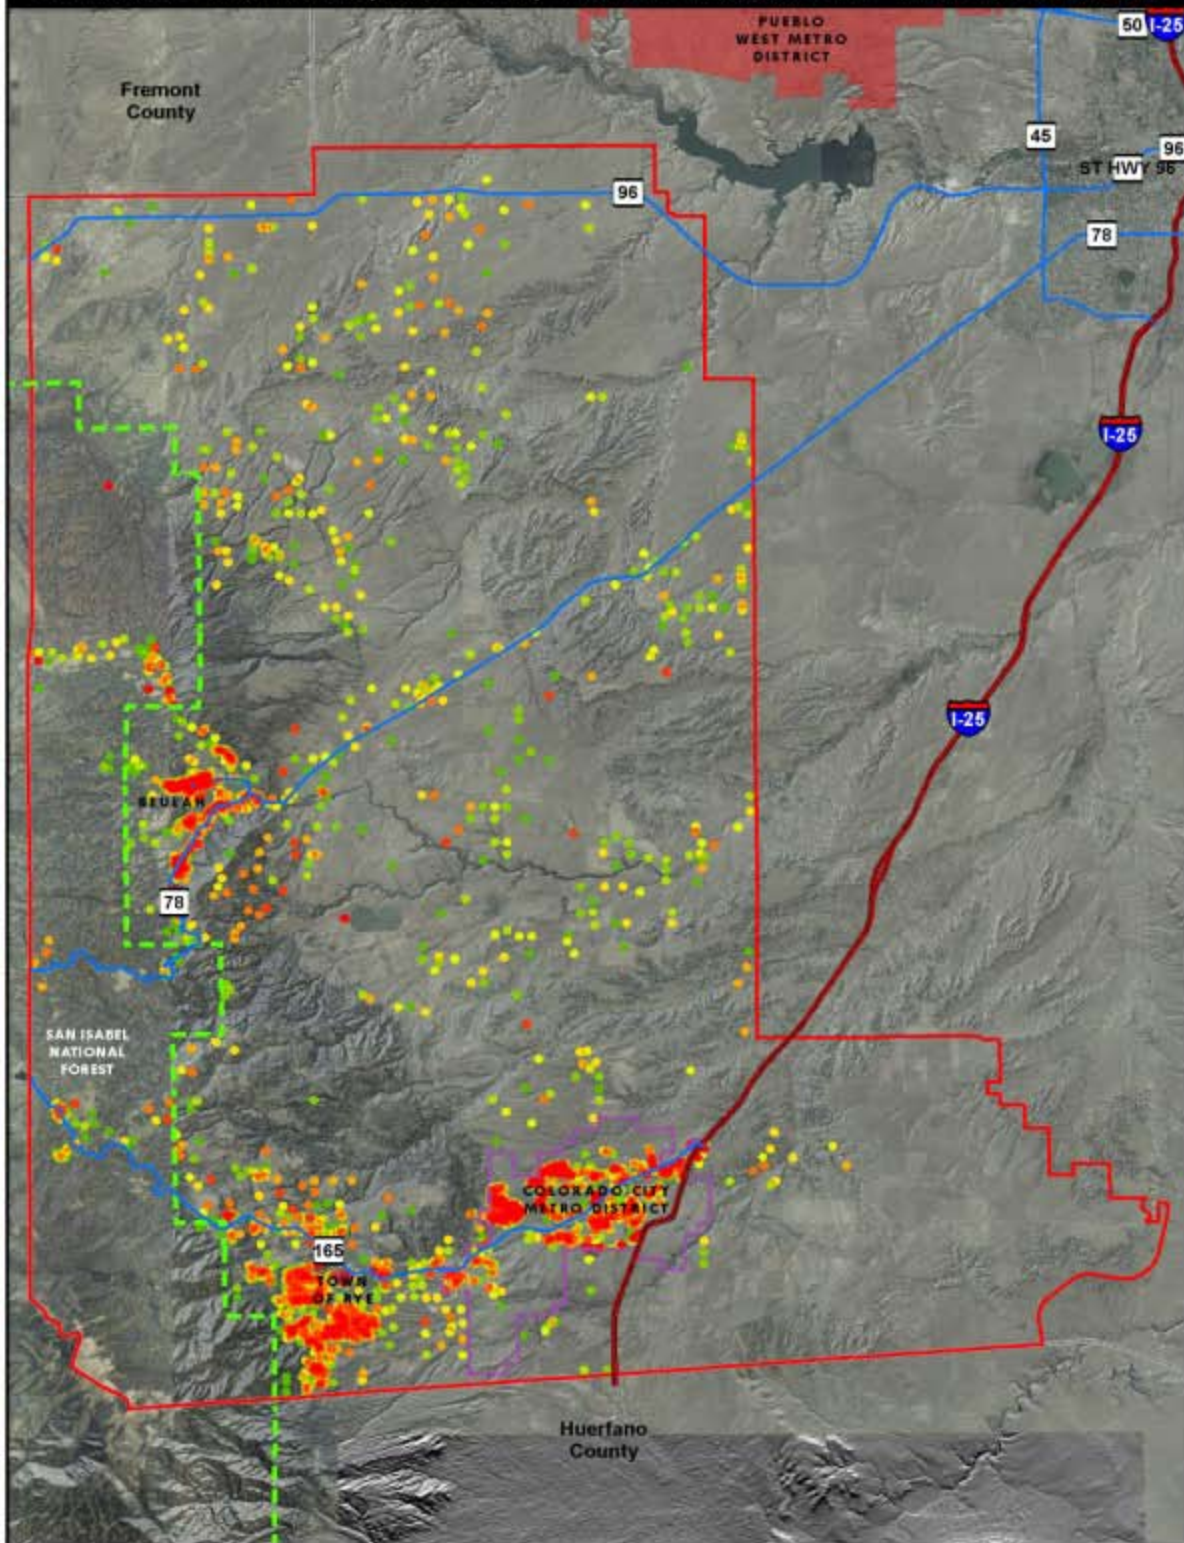 PUEBLO
WEST METRO
DISTRICT
50
I-25
Fremont
County
45
96
ST HWY 96
96
78
I-25
I-25
BEULAH
78
SAN ISABEL
NATIONAL
FOREST
COLORADO CITY
METRO DISTRICT
165
TOWN
OF RYE
Huerfano
County